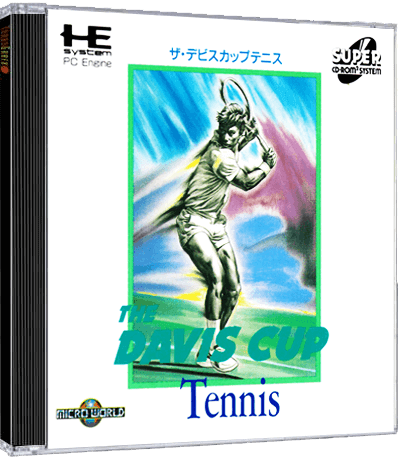 HE
system
PC Engine
ザ・デビスカップテニス
SUPER
CD-ROM² SYSTEM
THE
DAVIS CUP
Tennis
MICRO WORLD